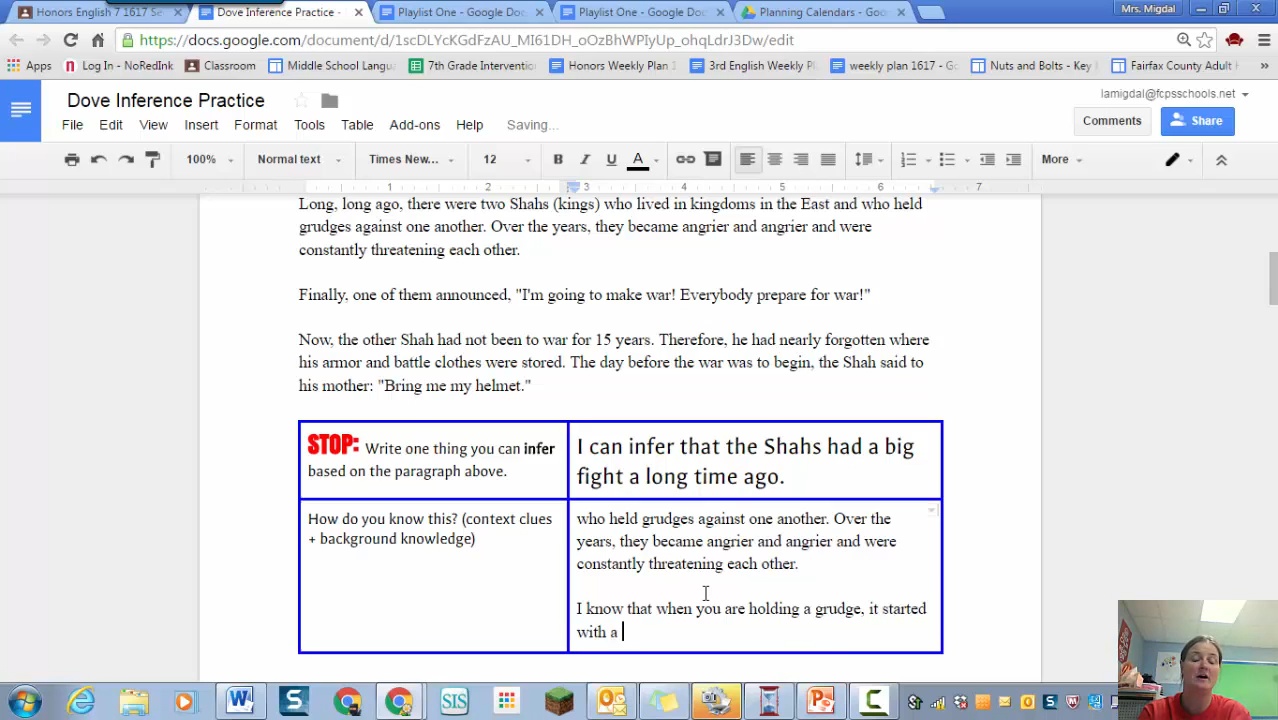 Honors English 7 1617 Sem
Dove Inference Practice -
Playlist One - Google Doc
Playlist One - Google Doc
Planning Calendars - Goo
Mrs. Migdal
https://docs.google.com/document/d/1scDLYcKGdFzAU_MI61DH_oOzBhWPIyUp_ohqLdrJ3Dw/edit
Apps
Log In - NoRedInk
Classroom
Middle School Langu
7th Grade Interventio
Honors Weekly Plan 1
3rd English Weekly P
weekly plan 1617 - G
Nuts and Bolts - Key
Fairfax County Adult
Dove Inference Practice
lamigdal@fcpsschools.net
File Edit View Insert Format Tools Table Add-ons Help Saving...
Comments
Share
100% Normal text Times New... 12 B I U A More
1 2 3 4 5 6 7
Long, long ago, there were two Shahs (kings) who lived in kingdoms in the East and who held
grudges against one another. Over the years, they became angrier and angrier and were
constantly threatening each other.
Finally, one of them announced, "I'm going to make war! Everybody prepare for war!"
Now, the other Shah had not been to war for 15 years. Therefore, he had nearly forgotten where
his armor and battle clothes were stored. The day before the war was to begin, the Shah said to
his mother: "Bring me my helmet."
STOP: Write one thing you can infer
based on the paragraph above.
I can infer that the Shahs had a big
fight a long time ago.
How do you know this? (context clues
+ background knowledge)
who held grudges against one another. Over the
years, they became angrier and angrier and were
constantly threatening each other.
I know that when you are holding a grudge, it started
with a
SIS